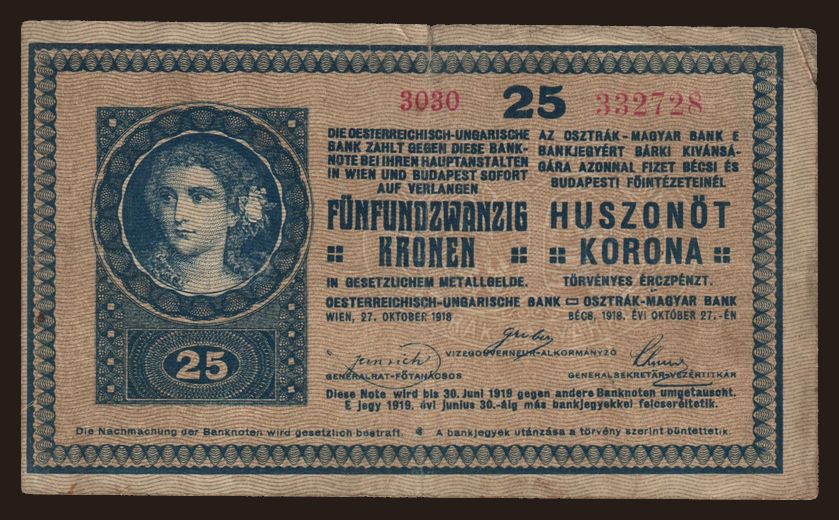 3030 25 332728
DIE OESTERREICHISCH-UNGARISCHE
BANK ZAHLT GEGEN DIESE BANK-
NOTE BEI IHREN HAUPTANSTALTEN
IN WIEN UND BUDAPEST SOFORT
AUF VERLANGEN
FÜNFUNDZWANZIG
KRONEN
IN GESETZLICHEM METALLGELDE.
OESTERREICHISCH-UNGARISCHE BANK
WIEN, 27. OKTOBER 1918
AZ OSZTRÁK-MAGYAR BANK E
BANKJEGYÉRT BÁRKI KIVÁNSÁ-
GÁRA AZONNAL FIZET BÉCSI ÉS
BUDAPESTI FŐINTÉZETEINÉL
HUSZONÖT
KORONA
TÖRVÉNYES ÉRCZPÉNZT.
OSZTRÁK-MAGYAR BANK
BÉCS, 1918. ÉVI OKTÓBER 27.-ÉN
25
VIZEGOUVERNEUR-ALKORMÁNYZÓ
GENERALRAT-FŐTANÁCSOS
GENERALSEKRETÄR-VEZÉRTITKÁR
Diese Note wird bis 30. Juni 1919 gegen andere Banknoten umgetauscht.
E jegy 1919. évi junius 30.-áig más bankjegyekkel felcseréltetik.
Die Nachmachung der Banknoten wird gesetzlich bestraft. A bankjegyek utánzása a törvény szerint büntettetik.